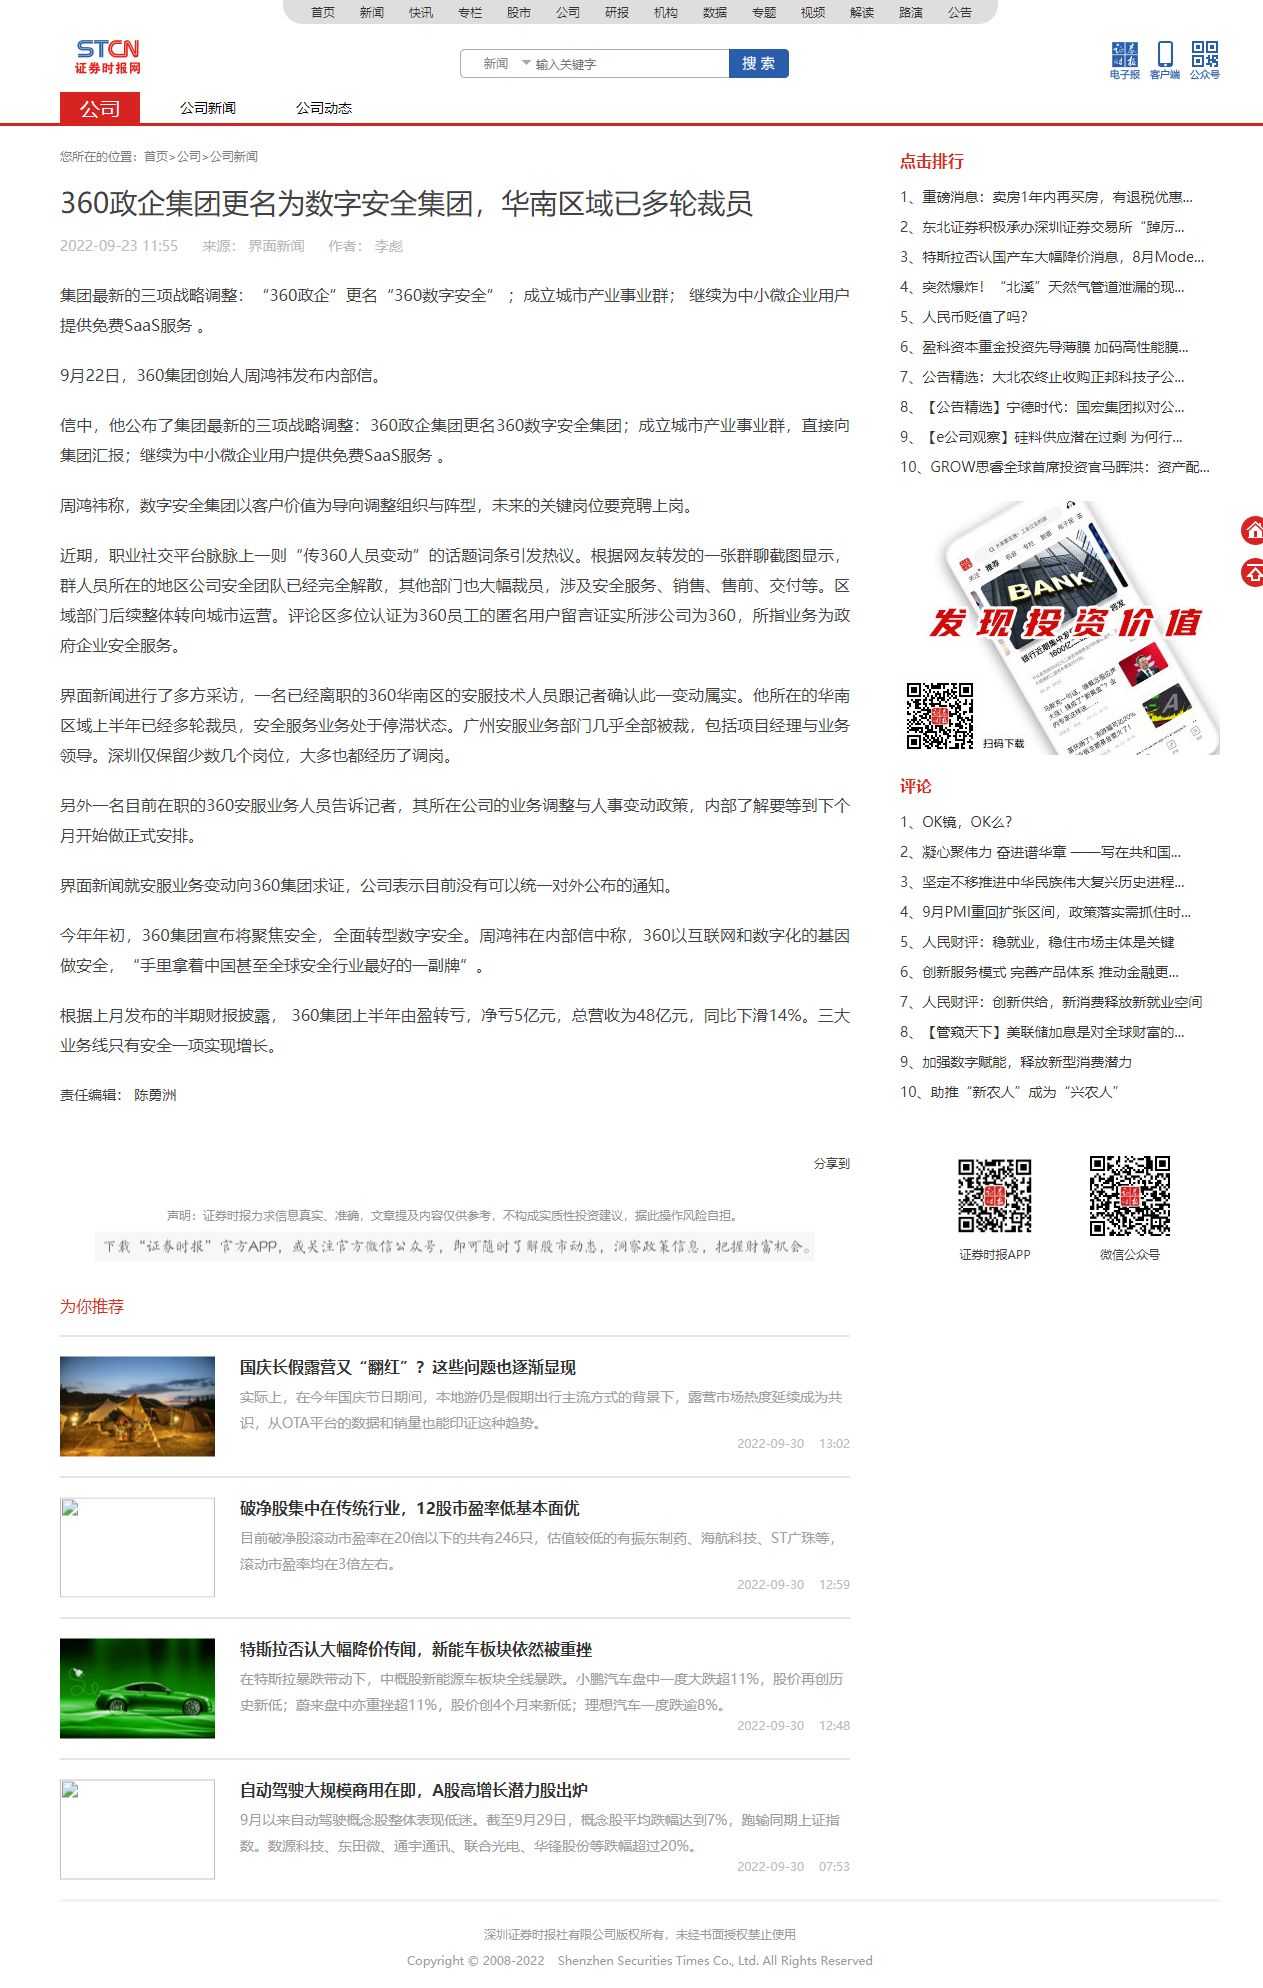 首页 新闻 快讯 专栏 股市 公司 研报 机构 数据 专题 视频 解读 路演 公告
STCN
证券时报网
新闻 输入关键字 搜 索
电子报 客户端 公众号
公司 公司新闻 公司动态
您所在的位置：首页>公司>公司新闻
360政企集团更名为数字安全集团，华南区域已多轮裁员
2022-09-23 11:55 来源： 界面新闻 作者： 李彪
集团最新的三项战略调整：“360政企”更名“360数字安全” ；成立城市产业事业群； 继续为中小微企业用户
提供免费SaaS服务 。
9月22日，360集团创始人周鸿祎发布内部信。
信中，他公布了集团最新的三项战略调整：360政企集团更名360数字安全集团；成立城市产业事业群，直接向
集团汇报；继续为中小微企业用户提供免费SaaS服务 。
周鸿祎称，数字安全集团以客户价值为导向调整组织与阵型，未来的关键岗位要竞聘上岗。
近期，职业社交平台脉脉上一则“传360人员变动”的话题词条引发热议。根据网友转发的一张群聊截图显示，
群人员所在的地区公司安全团队已经完全解散，其他部门也大幅裁员，涉及安全服务、销售、售前、交付等。区
域部门后续整体转向城市运营。评论区多位认证为360员工的匿名用户留言证实所涉公司为360，所指业务为政
府企业安全服务。
界面新闻进行了多方采访，一名已经离职的360华南区的安服技术人员跟记者确认此一变动属实。他所在的华南
区域上半年已经多轮裁员，安全服务业务处于停滞状态。广州安服业务部门几乎全部被裁，包括项目经理与业务
领导。深圳仅保留少数几个岗位，大多也都经历了调岗。
另外一名目前在职的360安服业务人员告诉记者，其所在公司的业务调整与人事变动政策，内部了解要等到下个
月开始做正式安排。
界面新闻就安服业务变动向360集团求证，公司表示目前没有可以统一对外公布的通知。
今年年初，360集团宣布将聚焦安全，全面转型数字安全。周鸿祎在内部信中称，360以互联网和数字化的基因
做安全，“手里拿着中国甚至全球安全行业最好的一副牌”。
根据上月发布的半期财报披露， 360集团上半年由盈转亏，净亏5亿元，总营收为48亿元，同比下滑14%。三大
业务线只有安全一项实现增长。
责任编辑： 陈勇洲
分享到
声明：证券时报力求信息真实、准确，文章提及内容仅供参考，不构成实质性投资建议，据此操作风险自担。
下载“证券时报”官方APP，或关注官方微信公众号，即可随时了解股市动态，洞察政策信息，把握财富机会。
为你推荐
国庆长假露营又“翻红”？这些问题也逐渐显现
实际上，在今年国庆节日期间，本地游仍是假期出行主流方式的背景下，露营市场热度延续成为共
识，从OTA平台的数据和销量也能印证这种趋势。
2022-09-30 13:02
破净股集中在传统行业，12股市盈率低基本面优
目前破净股滚动市盈率在20倍以下的共有246只，估值较低的有振东制药、海航科技、ST广珠等，
滚动市盈率均在3倍左右。
2022-09-30 12:59
特斯拉否认大幅降价传闻，新能车板块依然被重挫
在特斯拉暴跌带动下，中概股新能源车板块全线暴跌。小鹏汽车盘中一度大跌超11%，股价再创历
史新低；蔚来盘中亦重挫超11%，股价创4个月来新低；理想汽车一度跌逾8%。
2022-09-30 12:48
自动驾驶大规模商用在即，A股高增长潜力股出炉
9月以来自动驾驶概念股整体表现低迷。截至9月29日，概念股平均跌幅达到7%，跑输同期上证指
数。数源科技、东田微、通宇通讯、联合光电、华锋股份等跌幅超过20%。
2022-09-30 07:53
点击排行
1、重磅消息：卖房1年内再买房，有退税优惠...
2、东北证券积极承办深圳证券交易所“踔厉...
3、特斯拉否认国产车大幅降价消息，8月Mode...
4、突然爆炸！“北溪”天然气管道泄漏的现...
5、人民币贬值了吗？
6、盈科资本重金投资先导薄膜 加码高性能膜...
7、公告精选：大北农终止收购正邦科技子公...
8、【公告精选】宁德时代：国宏集团拟对公...
9、【e公司观察】硅料供应潜在过剩 为何行...
10、GROW思睿全球首席投资官马晖洪：资产配...
BANK
发现投资价值
扫码下载
评论
1、OK镜，OK么？
2、凝心聚伟力 奋进谱华章 ——写在共和国...
3、坚定不移推进中华民族伟大复兴历史进程...
4、9月PMI重回扩张区间，政策落实需抓住时...
5、人民财评：稳就业，稳住市场主体是关键
6、创新服务模式 完善产品体系 推动金融更...
7、人民财评：创新供给，新消费释放新就业空间
8、【管窥天下】美联储加息是对全球财富的...
9、加强数字赋能，释放新型消费潜力
10、助推“新农人”成为“兴农人”
证券时报APP 微信公众号
深圳证券时报社有限公司版权所有，未经书面授权禁止使用
Copyright © 2008-2022 Shenzhen Securities Times Co., Ltd. All Rights Reserved